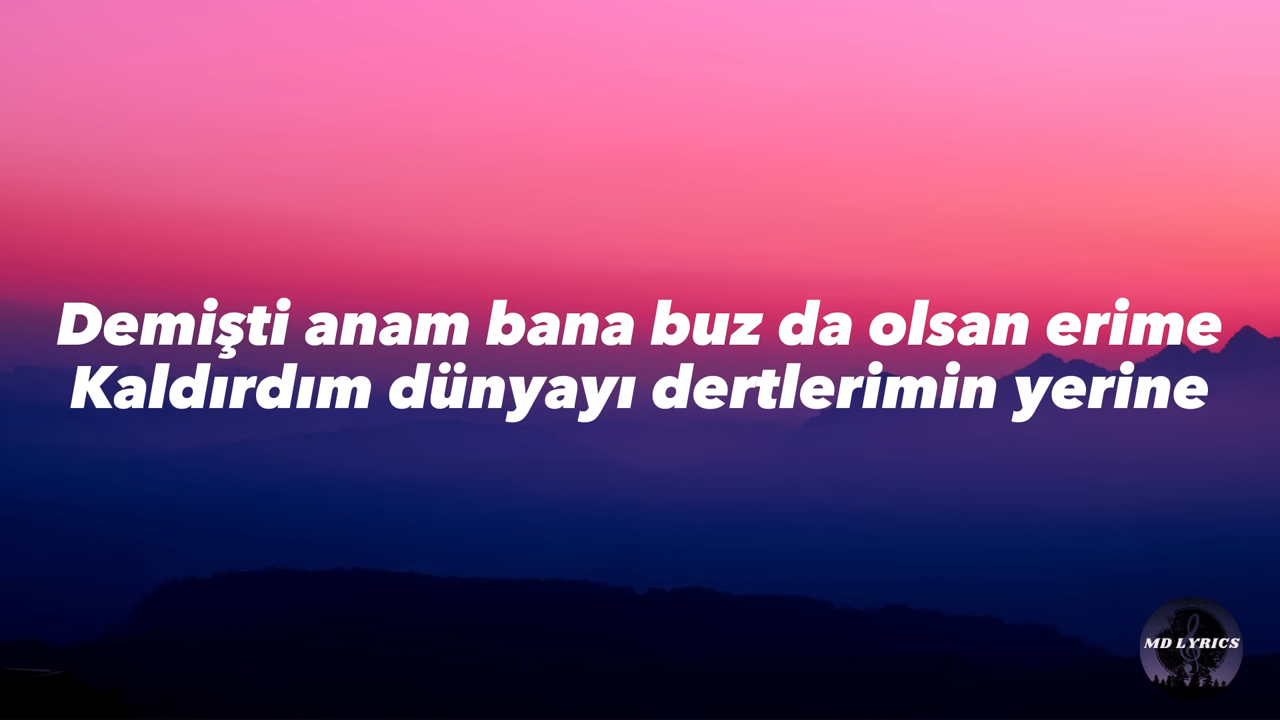 Demişti anam bana buz da olsan erime
Kaldırdım dünyayı dertlerimin yerine
MD LYRICS